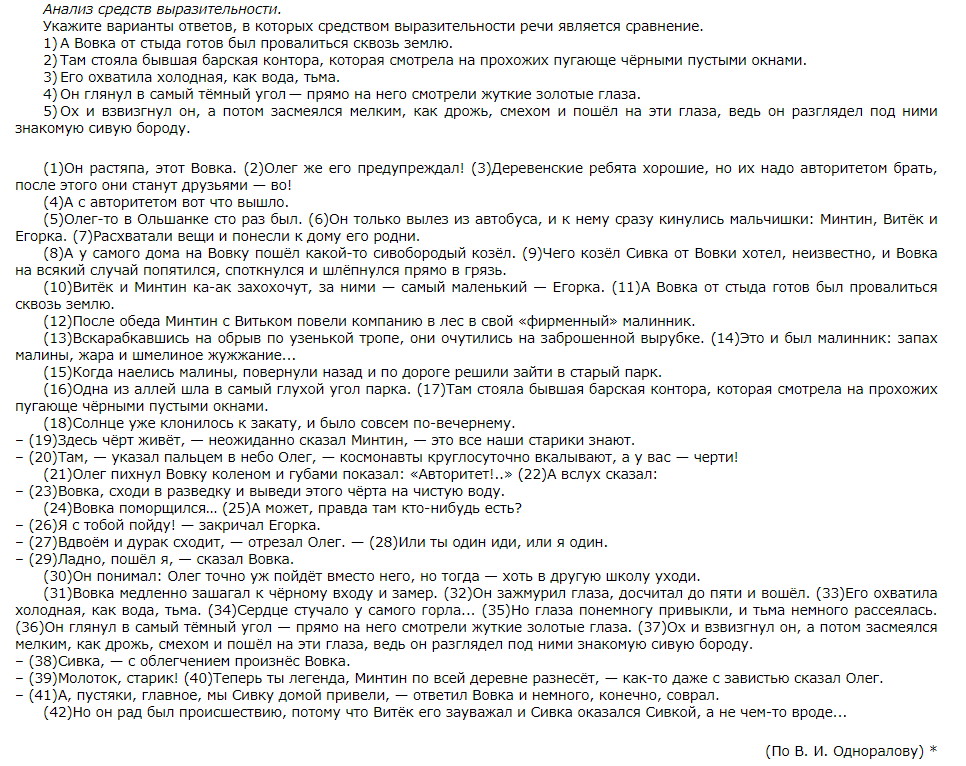 Анализ средств выразительности.
Укажите варианты ответов, в которых средством выразительности речи является сравнение.
1) А Вовка от стыда готов был провалиться сквозь землю.
2) Там стояла бывшая барская контора, которая смотрела на прохожих пугающе чёрными пустыми окнами.
3) Его охватила холодная, как вода, тьма.
4) Он глянул в самый тёмный угол — прямо на него смотрели жуткие золотые глаза.
5) Ох и взвизгнул он, а потом засмеялся мелким, как дрожь, смехом и пошёл на эти глаза, ведь он разглядел под ними
знакомую сивую бороду.
(1)Он растяпа, этот Вовка. (2)Олег же его предупреждал! (3)Деревенские ребята хорошие, но их надо авторитетом брать,
после этого они станут друзьями — во!
(4)А с авторитетом вот что вышло.
(5)Олег-то в Ольшанке сто раз был. (6)Он только вылез из автобуса, и к нему сразу кинулись мальчишки: Минтин, Витёк и
Егорка. (7)Расхватали вещи и понесли к дому его родни.
(8)А у самого дома на Вовку пошёл какой-то сивобородый козёл. (9)Чего козёл Сивка от Вовки хотел, неизвестно, и Вовка
на всякий случай попятился, споткнулся и шлёпнулся прямо в грязь.
(10)Витёк и Минтин ка-ак захохочут, за ними — самый маленький — Егорка. (11)А Вовка от стыда готов был провалиться
сквозь землю.
(12)После обеда Минтин с Витьком повели компанию в лес в свой «фирменный» малинник.
(13)Вскарабкавшись на обрыв по узенькой тропе, они очутились на заброшенной вырубке. (14)Это и был малинник: запах
малины, жара и шмелиное жужжание...
(15)Когда наелись малины, повернули назад и по дороге решили зайти в старый парк.
(16)Одна из аллей шла в самый глухой угол парка. (17)Там стояла бывшая барская контора, которая смотрела на прохожих
пугающе чёрными пустыми окнами.
(18)Солнце уже клонилось к закату, и было совсем по-вечернему.
– (19)Здесь чёрт живёт, — неожиданно сказал Минтин, — это все наши старики знают.
– (20)Там, — указал пальцем в небо Олег, — космонавты круглосуточно вкалывают, а у вас — черти!
(21)Олег пихнул Вовку коленом и губами показал: «Авторитет!..» (22)А вслух сказал:
– (23)Вовка, сходи в разведку и выведи этого чёрта на чистую воду.
(24)Вовка поморщился... (25)А может, правда там кто-нибудь есть?
– (26)Я с тобой пойду! — закричал Егорка.
– (27)Вдвоём и дурак сходит, — отрезал Олег. — (28)Или ты один иди, или я один.
– (29)Ладно, пошёл я, — сказал Вовка.
(30)Он понимал: Олег точно уж пойдёт вместо него, но тогда — хоть в другую школу уходи.
(31)Вовка медленно зашагал к чёрному входу и замер. (32)Он зажмурил глаза, досчитал до пяти и вошёл. (33)Его охватила
холодная, как вода, тьма. (34)Сердце стучало у самого горла... (35)Но глаза понемногу привыкли, и тьма немного рассеялась.
(36)Он глянул в самый тёмный угол — прямо на него смотрели жуткие золотые глаза. (37)Ох и взвизгнул он, а потом засмеялся
мелким, как дрожь, смехом и пошёл на эти глаза, ведь он разглядел под ними знакомую сивую бороду.
– (38)Сивка, — с облегчением произнёс Вовка.
– (39)Молоток, старик! (40)Теперь ты легенда, Минтин по всей деревне разнесёт, — как-то даже с завистью сказал Олег.
– (41)А, пустяки, главное, мы Сивку домой привели, — ответил Вовка и немного, конечно, соврал.
(42)Но он рад был происшествию, потому что Витёк его зауважал и Сивка оказался Сивкой, а не чем-то вроде...
(По В. И. Одноралову) *